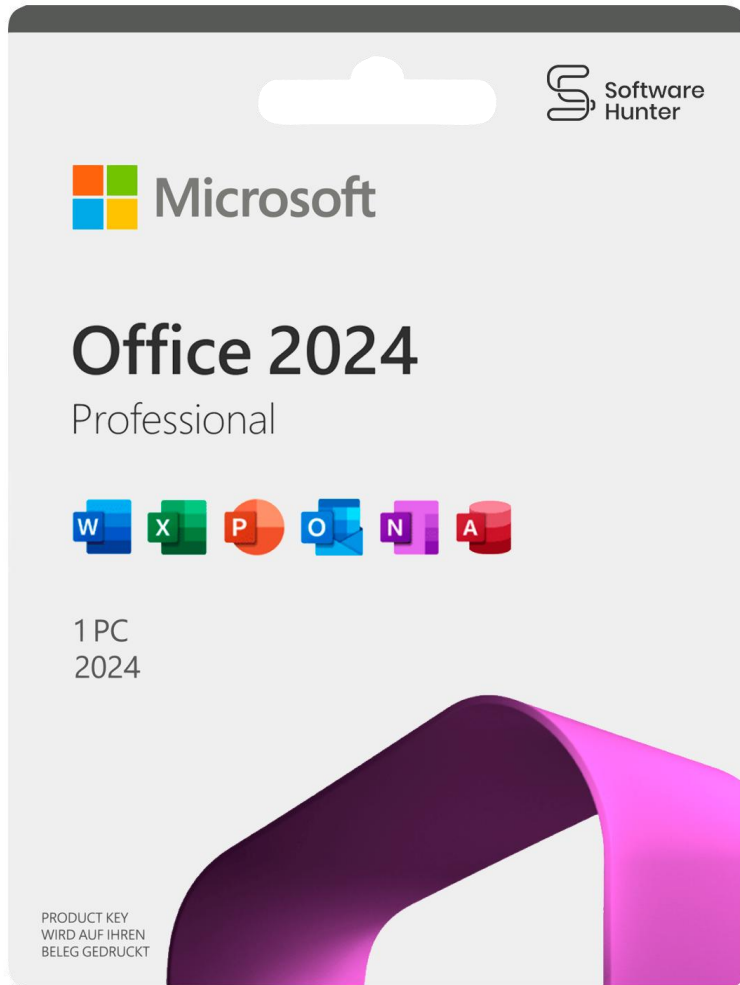 Software
Hunter
Microsoft
Office 2024
Professional
W X P O N A
1 PC
2024
PRODUCT KEY
WIRD AUF IHREN
BELEG GEDRUCKT